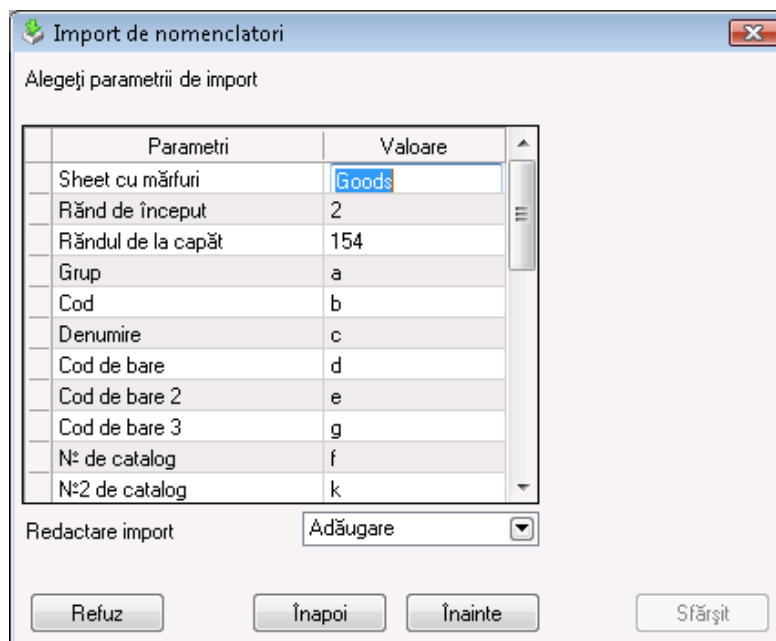 Import de nomenclatori
Alegeți parametrii de import
Parametri Valoare
Sheet cu mărfuri Goods
Rănd de început 2
Răndul de la capăt 154
Grup a
Cod b
Denumire c
Cod de bare d
Cod de bare 2 e
Cod de bare 3 g
№ de catalog f
№2 de catalog k
Redactare import Adăugare
Refuz Înapoi Înainte Sfărșit